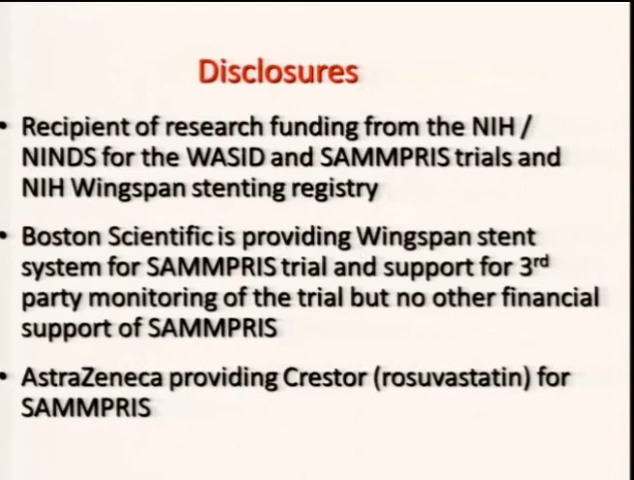 Disclosures
• Recipient of research funding from the NIH /
NINDS for the WASID and SAMMPRIS trials and
NIH Wingspan stenting registry
• Boston Scientific is providing Wingspan stent
system for SAMMPRIS trial and support for 3rd
party monitoring of the trial but no other financial
support of SAMMPRIS
• AstraZeneca providing Crestor (rosuvastatin) for
SAMMPRIS